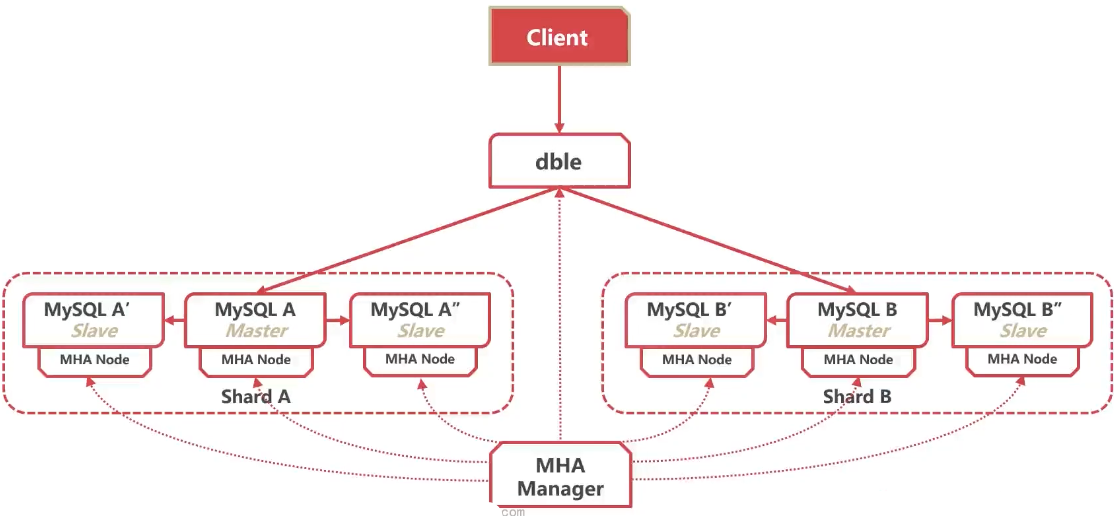 Client
dble
MySQL A’
Slave
MHA Node
MySQL A
Master
MHA Node
MySQL A”
Slave
MHA Node
Shard A
MySQL B’
Slave
MHA Node
MySQL B
Master
MHA Node
MySQL B”
Slave
MHA Node
Shard B
MHA
Manager
com